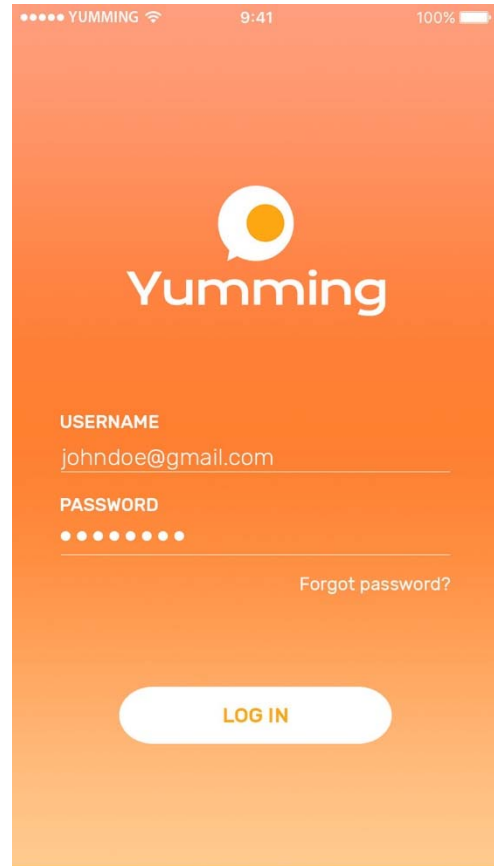 YUMMING 9:41 100%
Yumming
USERNAME
johndoe@gmail.com
PASSWORD
Forgot password?
LOG IN